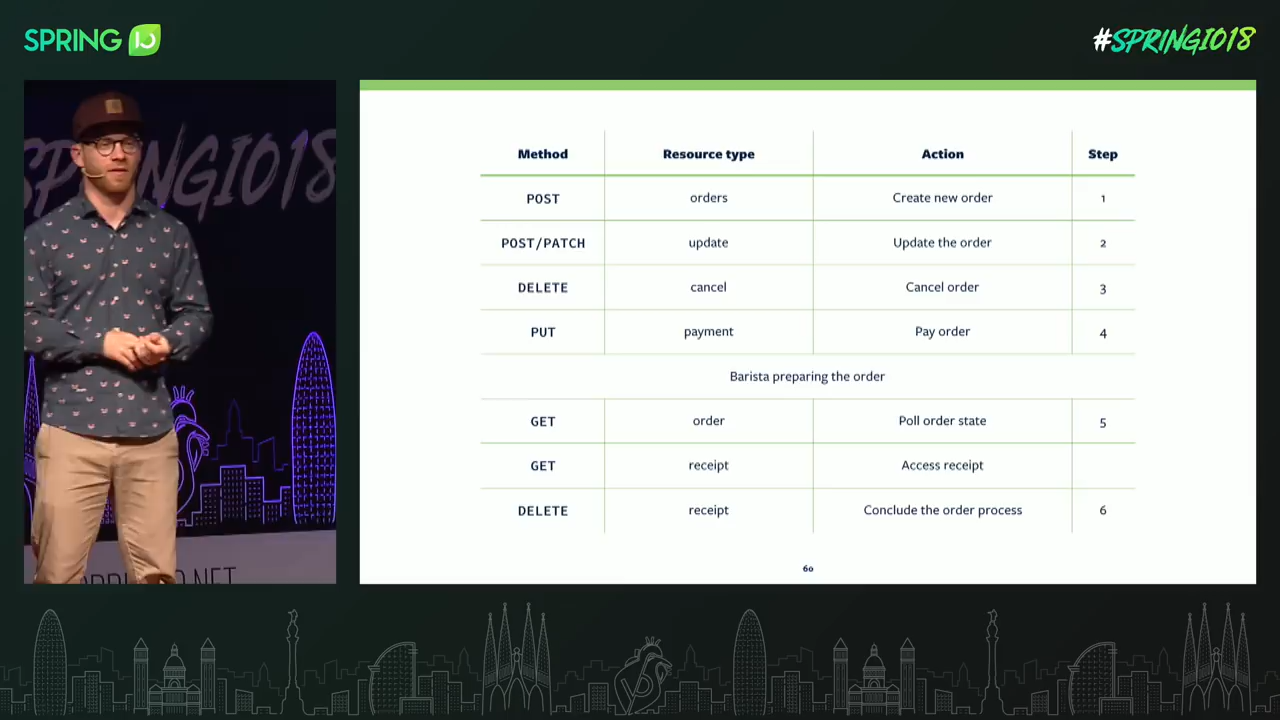 SPRING IO
#SPRINGIO18
SPRINGIO18
Method Resource type Action Step
POST orders Create new order 1
POST/PATCH update Update the order 2
DELETE cancel Cancel order 3
PUT payment Pay order 4
Barista preparing the order
GET order Poll order state 5
GET receipt Access receipt
DELETE receipt Conclude the order process 6
60